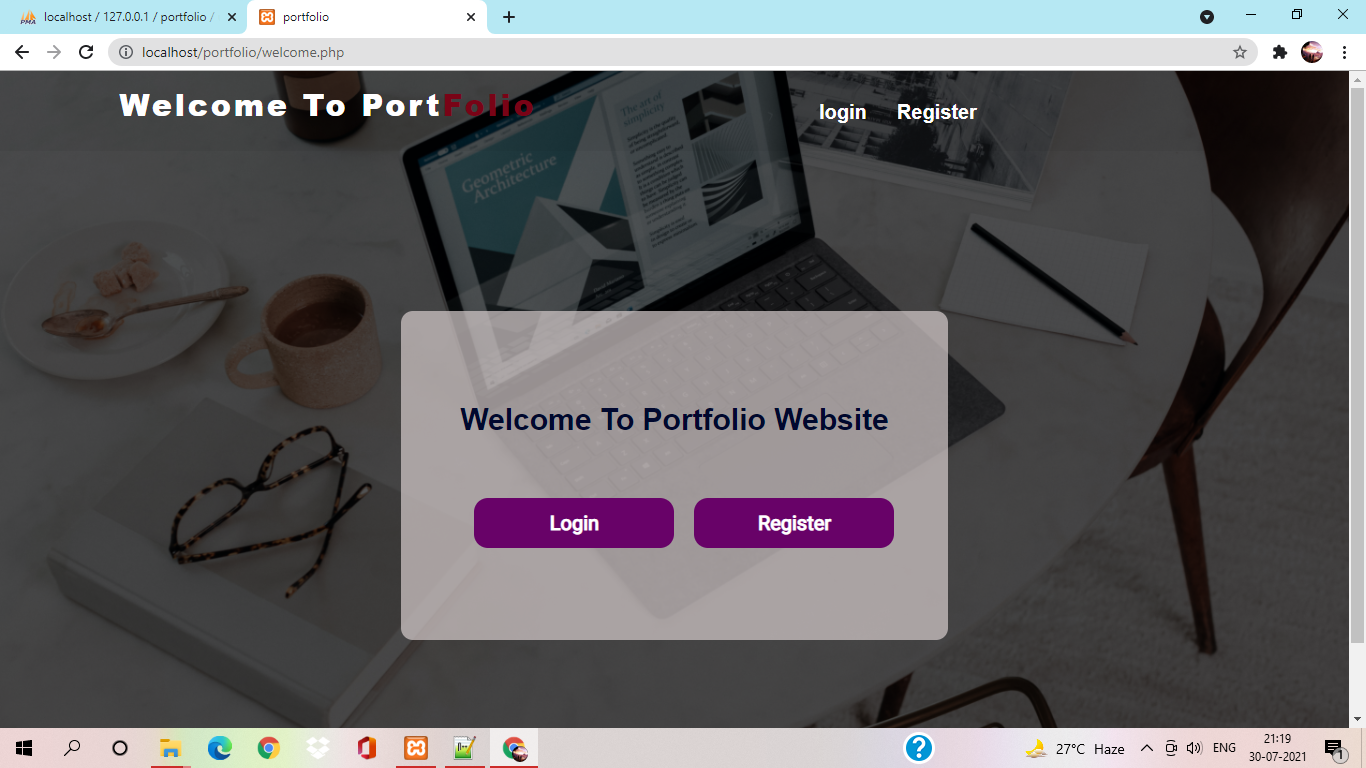 localhost / 127.0.0.1 / portfolio /
portfolio
localhost/portfolio/welcome.php
Welcome To PortFolio
login
Register
The art of
simplicity
Geometric
Architecture
Welcome To Portfolio Website
Login
Register
27°C Haze
ENG
21:19
30-07-2021
1